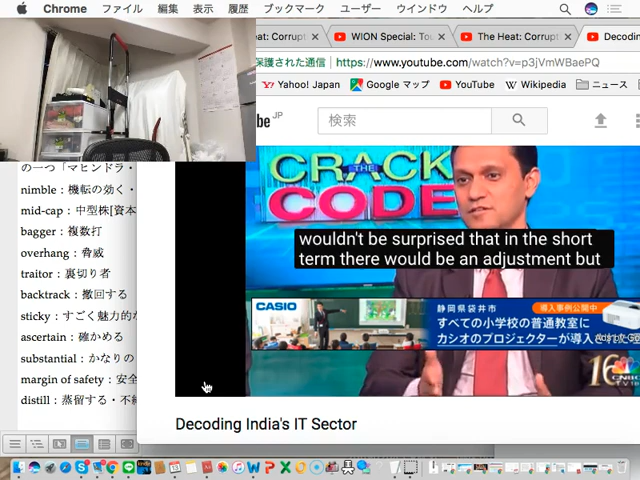 Chrome ファイル 編集 表示 履歴 ブックマーク ユーザー ウインドウ ヘルプ
The Heat: Corrupt
WION Special: Tou
The Heat: Corrupt
Decoding
保護された通信 https://www.youtube.com/watch?v=p3jVmWBaePQ
Yahoo! Japan Google マップ YouTube Wikipedia ニュース
be JP
検索
の一つ「マヒンドラ・
nimble：機転の効く・
mid-cap：中型株[資本
bagger：複数打
overhang：脅威
traitor：裏切り者
backtrack：撤回する
sticky：すごく魅力的な
ascertain：確かめる
substantial：かなりの
margin of safety：安全
distill：蒸留する・不純
CRACK
THE
CODE
wouldn't be surprised that in the short
term there would be an adjustment but
CASIO
静岡県袋井市 導入事例公開中
すべての小学校の普通教室に
カシオのプロジェクターが導入
16
CNBC
TV18
Decoding India's IT Sector